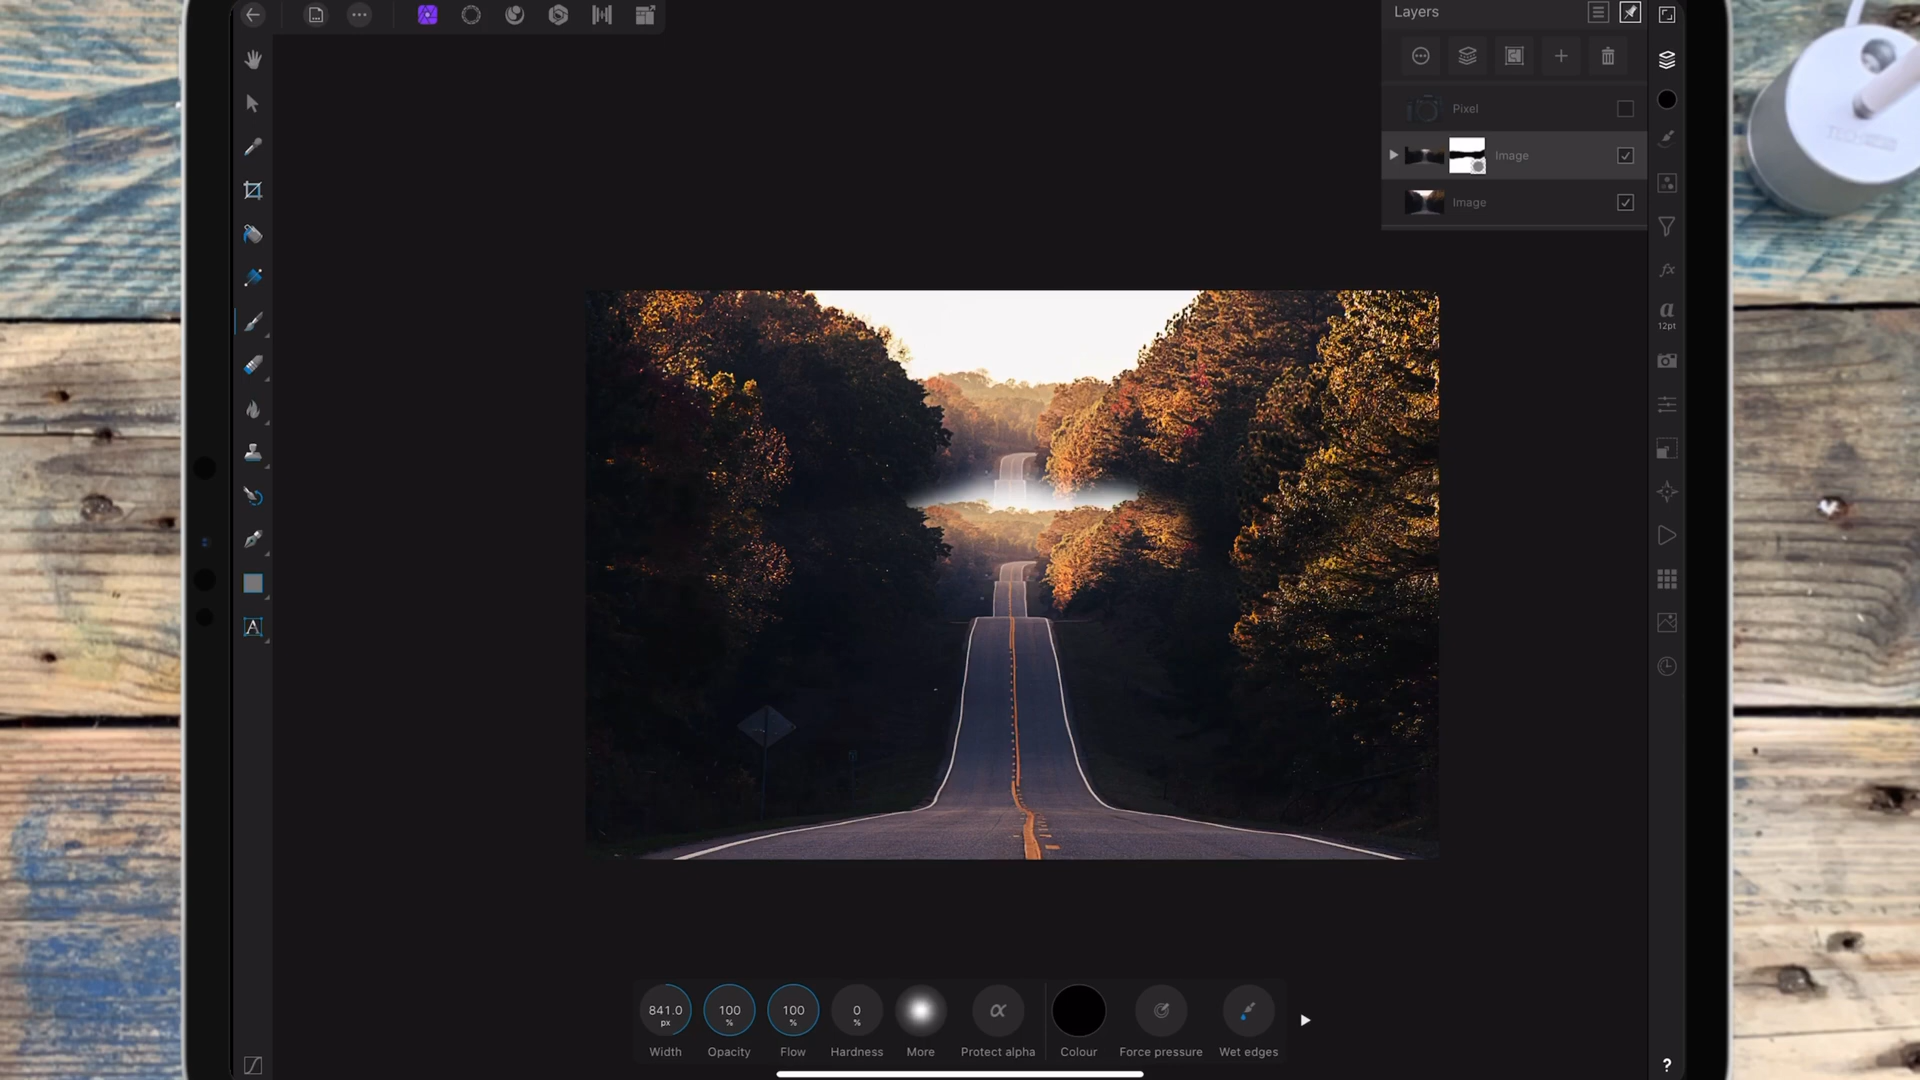 Layers
Pixel
Image
Image
a
12pt
fx
A
841.0
px
Width
100
%
Opacity
100
%
Flow
0
%
Hardness
More
α
Protect alpha
Colour
Force pressure
Wet edges
?